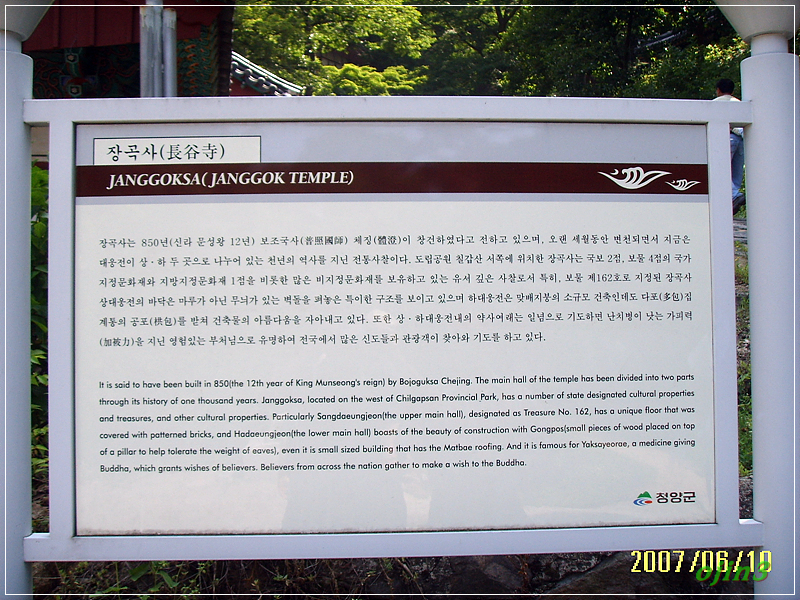 장곡사(長谷寺)
JANGGOKSA( JANGGOK TEMPLE)
장곡사는 850년(신라 문성왕 12년) 보조국사(普照國師) 체징(體澄)이 창건하였다고 전하고 있으며, 오랜 세월동안 변천되면서 지금은
대웅전이 상·하 두 곳으로 나누어 있는 천년의 역사를 지닌 전통사찰이다. 도립공원 칠갑산 서쪽에 위치한 장곡사는 국보 2점, 보물 4점의 국가
지정문화재와 지방지정문화재 1점을 비롯한 많은 비지정문화재를 보유하고 있는 유서 깊은 사찰로서 특히, 보물 제162호로 지정된 장곡사
상대웅전의 바닥은 마루가 아닌 무늬가 있는 벽돌을 펴놓은 특이한 구조를 보이고 있으며 하대웅전은 맞배지붕의 소규모 건축인데도 다포(多包)집
계통의 공포(栱包)를 받쳐 건축물의 아름다움을 자아내고 있다. 또한 상·하대웅전내의 약사여래는 일념으로 기도하면 난치병이 낫는 가피력
(加被力)을 지닌 영험있는 부처님으로 유명하여 전국에서 많은 신도들과 관광객이 찾아와 기도를 하고 있다.
It is said to have been built in 850(the 12th year of King Munseong's reign) by Bojoguksa Chejing. The main hall of the temple has been divided into two parts
through its history of one thousand years. Janggoksa, located on the west of Chilgapsan Provincial Park, has a number of state designated cultural properties
and treasures, and other cultural properties. Particularly Sangdaeungjeon(the upper main hall), designated as Treasure No. 162, has a unique floor that was
covered with patterned bricks, and Hadaeungjeon(the lower main hall) boasts of the beauty of construction with Gongpos(small pieces of wood placed on top
of a pillar to help tolerate the weight of eaves), even it is small sized building that has the Matbae roofing. And it is famous for Yaksayeorae, a medicine giving
Buddha, which grants wishes of believers. Believers from across the nation gather to make a wish to the Buddha.
청양군
2007/06/10
ojin3